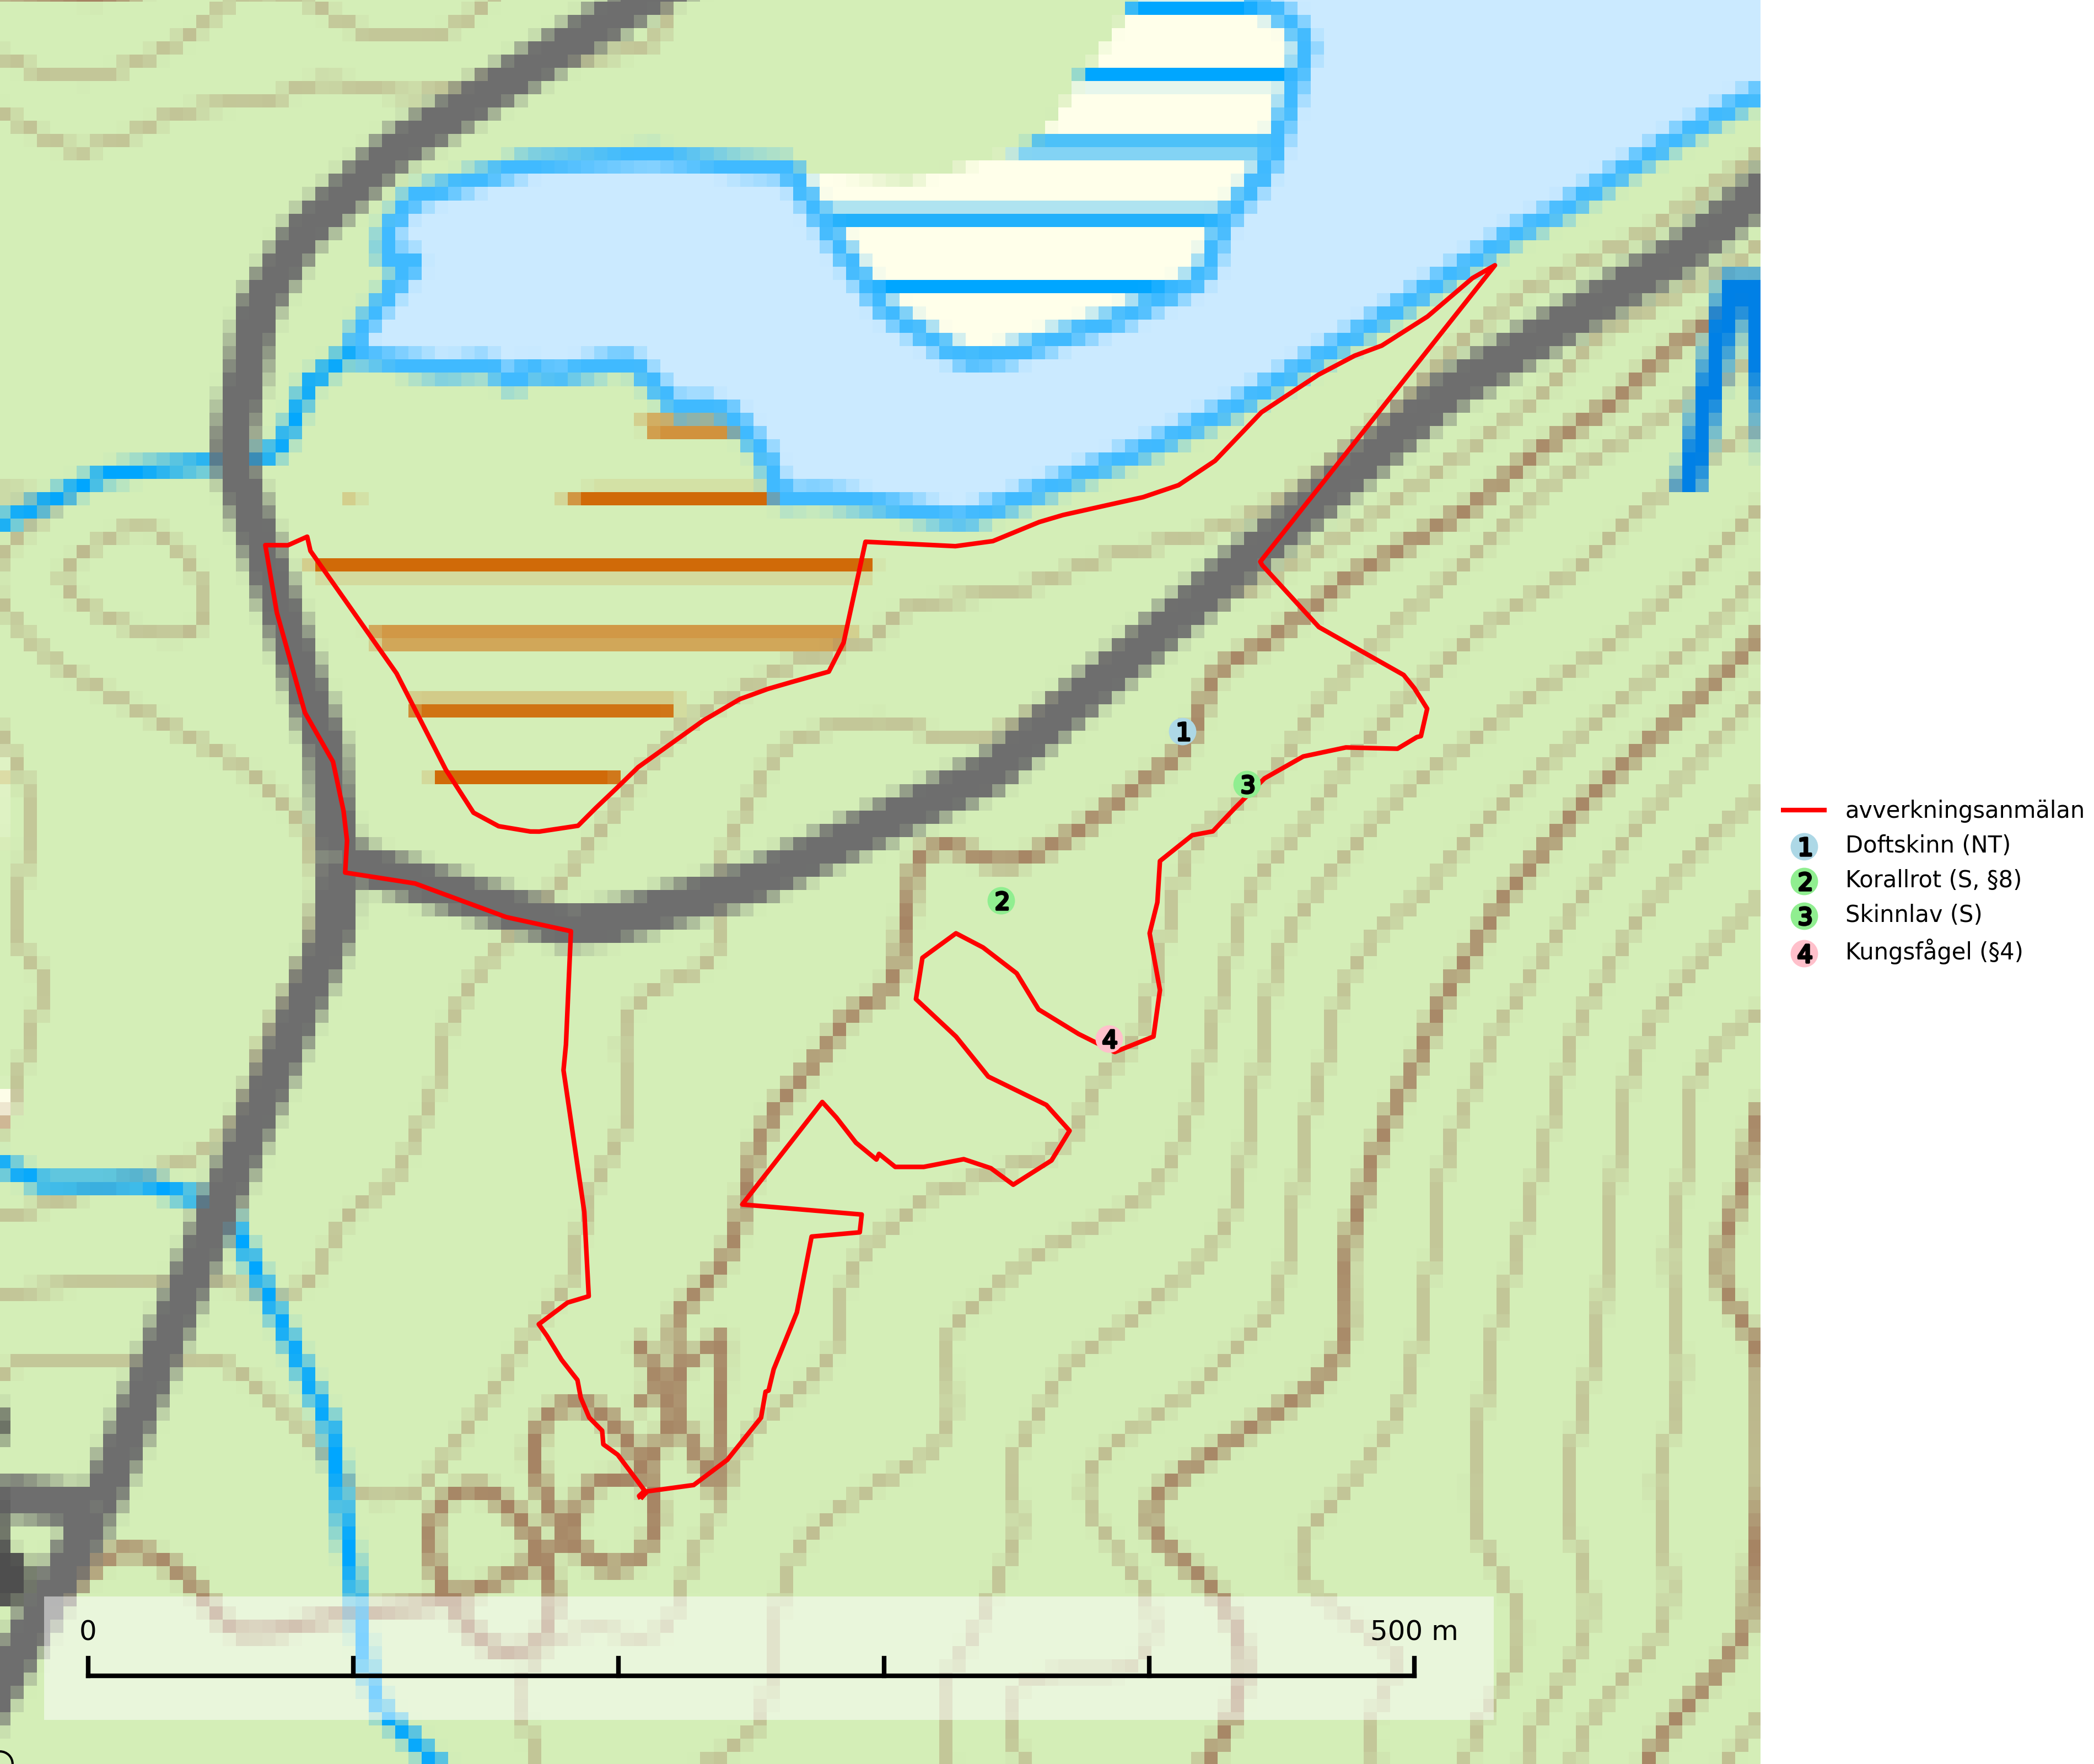 1
3
2
4
avverkningsanmälan
1 Doftskinn (NT)
2 Korallrot (S, §8)
3 Skinnlav (S)
4 Kungsfågel (§4)
0 500 m